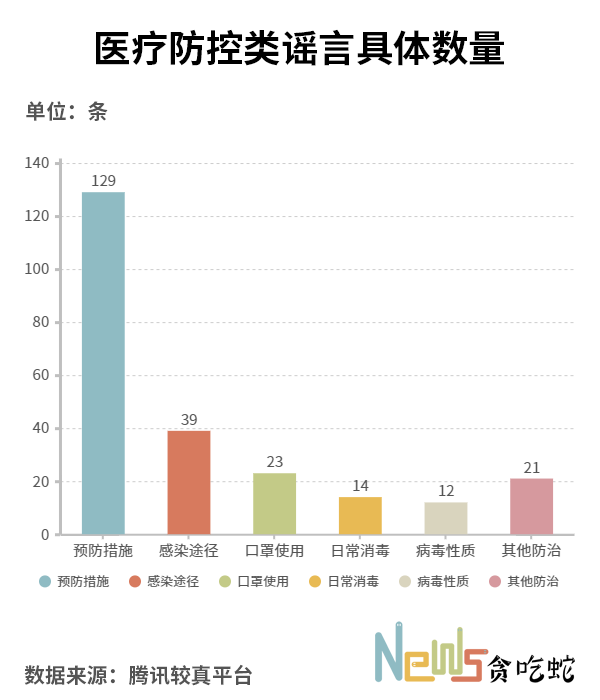 医疗防控类谣言具体数量
单位：条
140
120
100
80
60
40
20
0
129
39
23
14
12
21
预防措施 感染途径 口罩使用 日常消毒 病毒性质 其他防治
预防措施 感染途径 口罩使用 日常消毒 病毒性质 其他防治
数据来源：腾讯较真平台
News 贪吃蛇